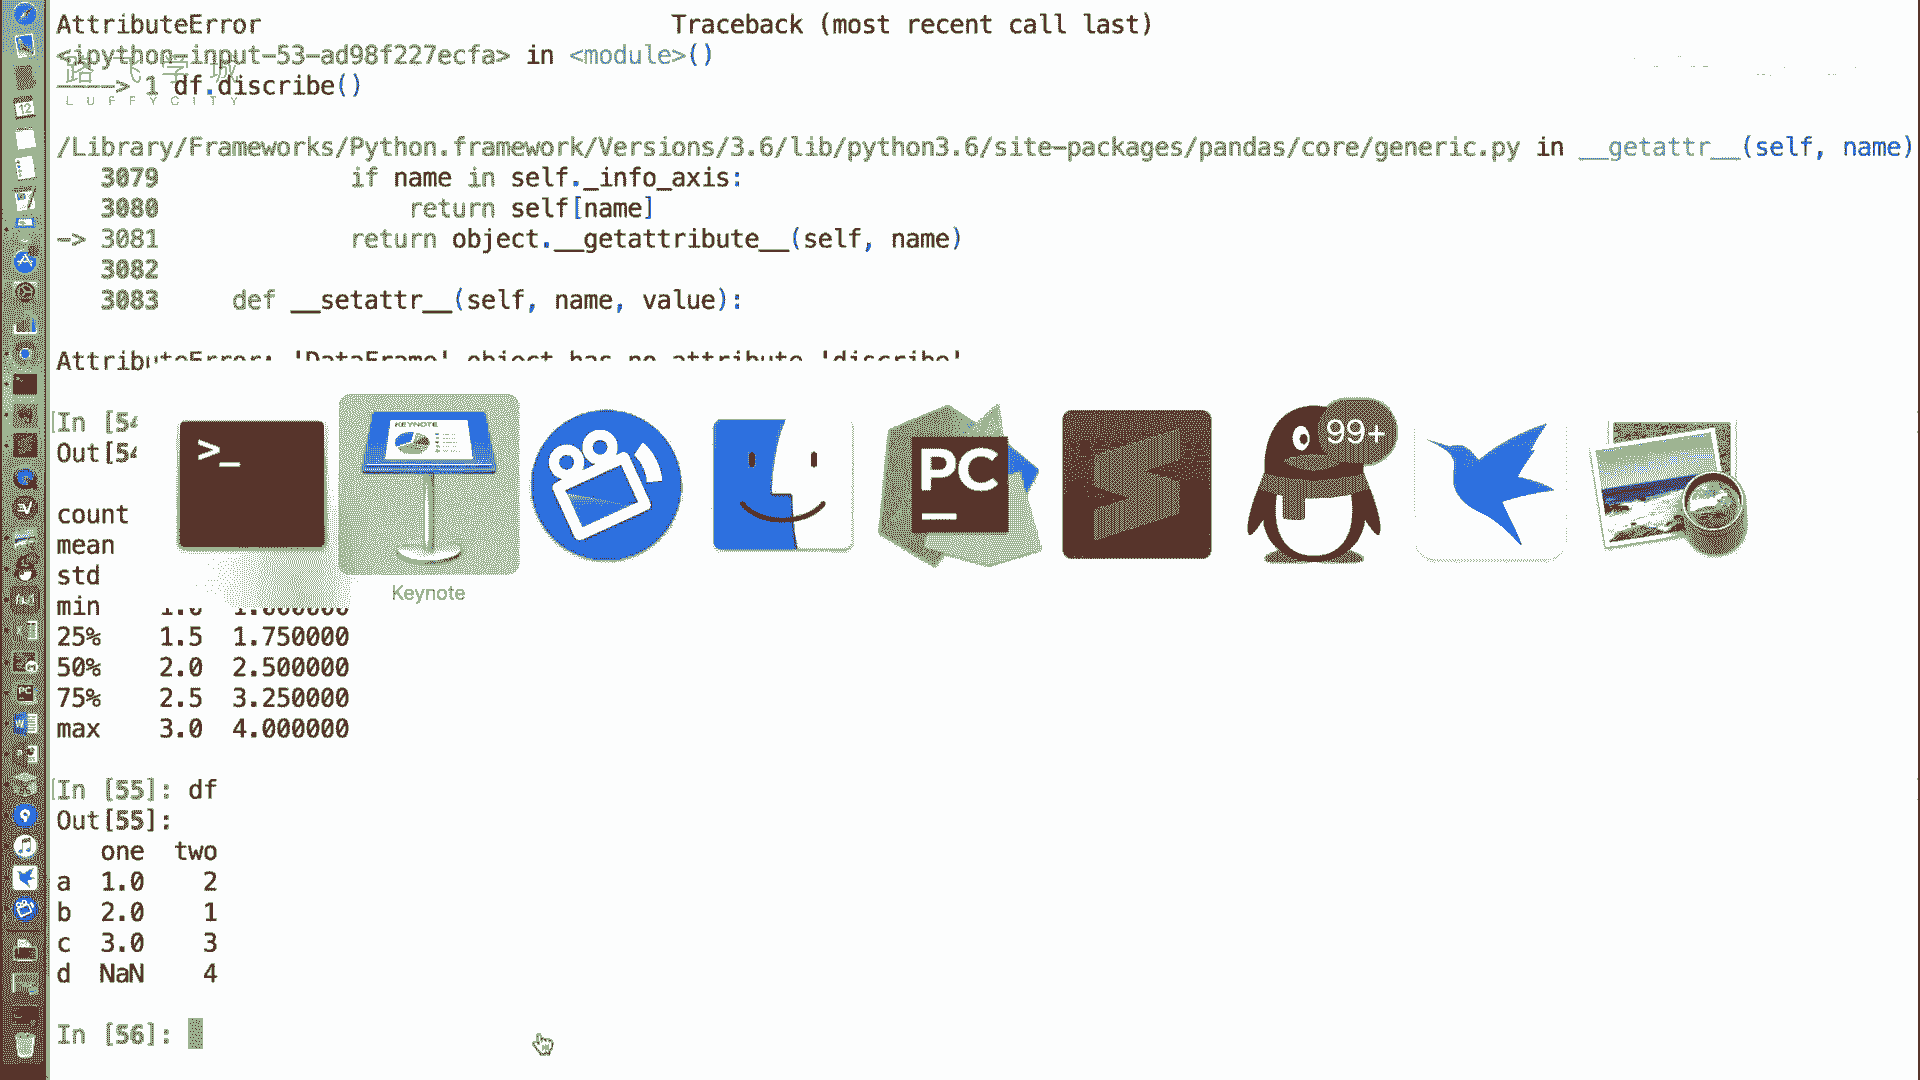 AttributeError Traceback (most recent call last)
<ipython-input-53-ad98f227ecfa> in <module>()
路飞学城
----> 1 df.discribe()
LUFFYCITY
/Library/Frameworks/Python.framework/Versions/3.6/lib/python3.6/site-packages/pandas/core/generic.py in __getattr__(self, name)
3079 if name in self._info_axis:
3080 return self[name]
-> 3081 return object.__getattribute__(self, name)
3082
3083 def __setattr__(self, name, value):
AttributeError: 'DataFrame' object has no attribute 'discribe'
In [54
Out[54
count
mean
std
min 1.0 1.000000
25% 1.5 1.750000
50% 2.0 2.500000
75% 2.5 3.250000
max 3.0 4.000000
>_
KEYNOTE
PC
99+
Keynote
In [55]: df
Out[55]:
one two
a 1.0 2
b 2.0 1
c 3.0 3
d NaN 4
In [56]: